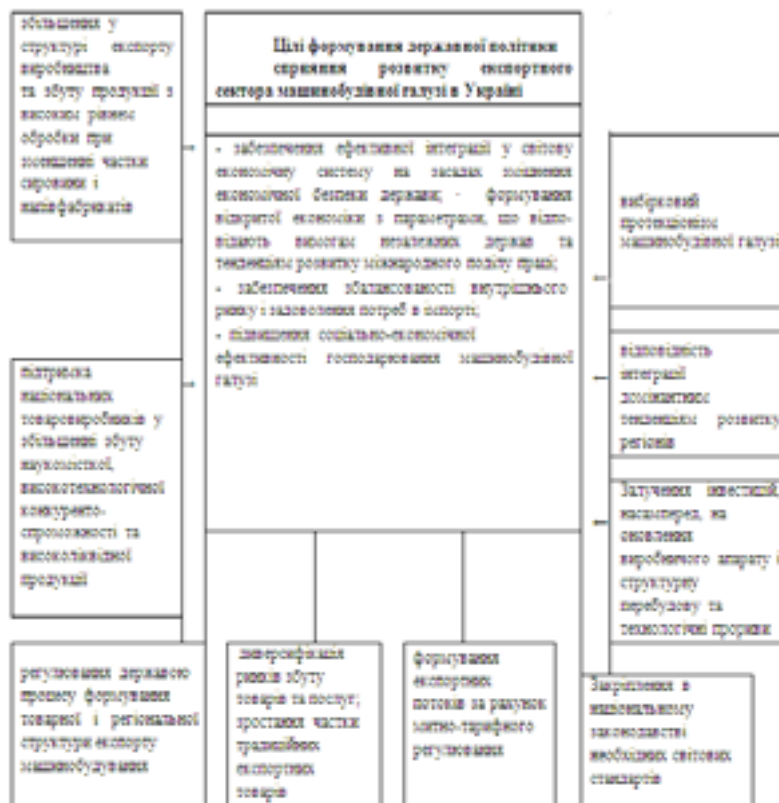 збільшення у
структурі експорту
виробництва
та збуту продукції з
високим рівнем
обробки при
зменшенні частки
сировини і
напівфабрикатів
Цілі формування державної політики
сприяння розвитку експортного
сектора машинобудівної галузі в Україні
- забезпечення ефективної інтеграції у світову
економічну систему на засадах зміцнення
економічної безпеки держави; - формування
відкритої економіки з параметрами, що відпо-
відають вимогам незалежних держав та
тенденціям розвитку міжнародного поділу праці;
- забезпечення збалансованості внутрішнього
ринку і задоволення потреб в імпорті;
- підвищення соціально-економічної
ефективності господарювання машинобудівної
галузі
вибірковий
протекціонізм
машинобудівної галузі
підтримка
національних
товаровиробників у
збільшенні збуту
наукомісткої,
високотехнологічної
конкуренто-
спроможності та
високоліквідної
продукції
відповідність
інтеграції
домінантним
тенденціям розвитку
регіонів
Залучення інвестицій,
насамперед, на
оновлення
виробничого апарату і
структурну
перебудову та
технологічні прориви
регулювання державою
процесу формування
товарної і регіональної
структури експорту
машинобудування
диверсифікація
ринків збуту
товарів та послуг;
зростання частки
традиційних
експортних
товарів
формування
експортних
потоків за рахунок
митно-тарифного
регулювання
Закріплення в
національному
законодавстві
необхідних світових
стандартів